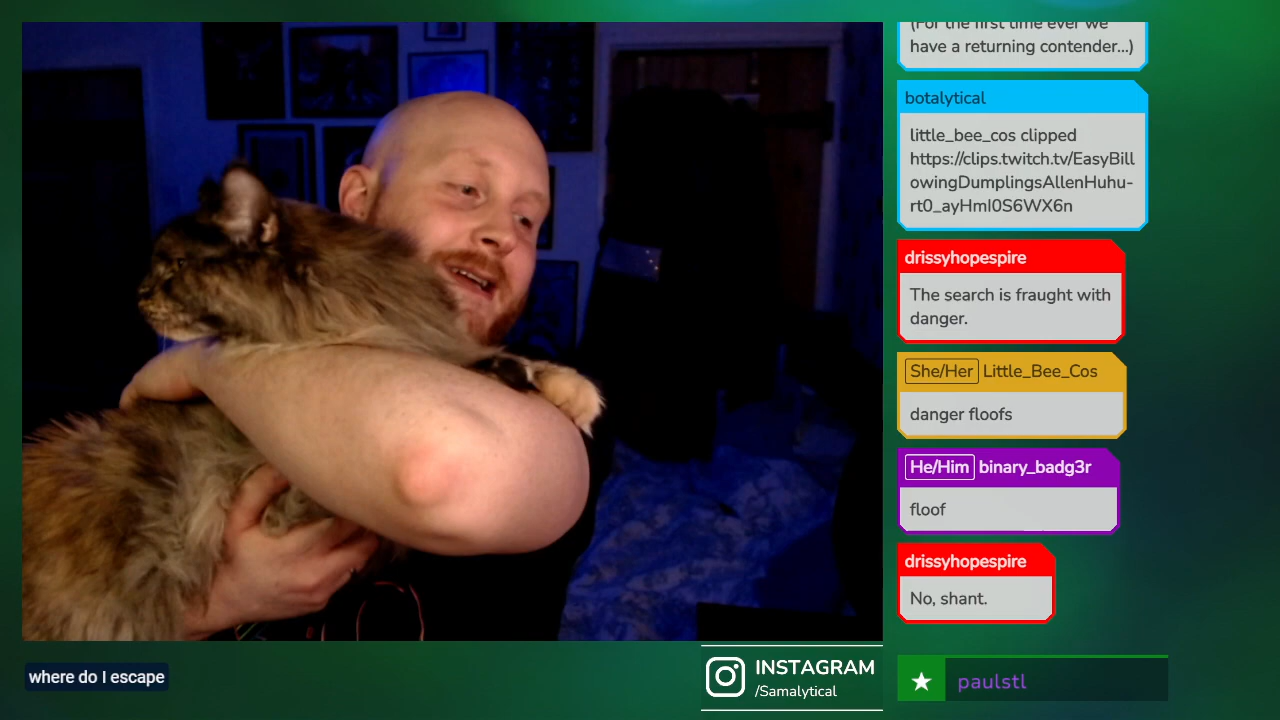 (For the first time ever we
have a returning contender...)
botalytical
little_bee_cos clipped
https://clips.twitch.tv/EasyBill
owingDumplingsAllenHuhu-
rt0_ayHmI0S6WX6n
drissyhopespire
The search is fraught with
danger.
She/Her Little_Bee_Cos
danger floofs
He/Him binary_badg3r
floof
drissyhopespire
No, shant.
where do I escape
INSTAGRAM
/Samalytical
paulstl